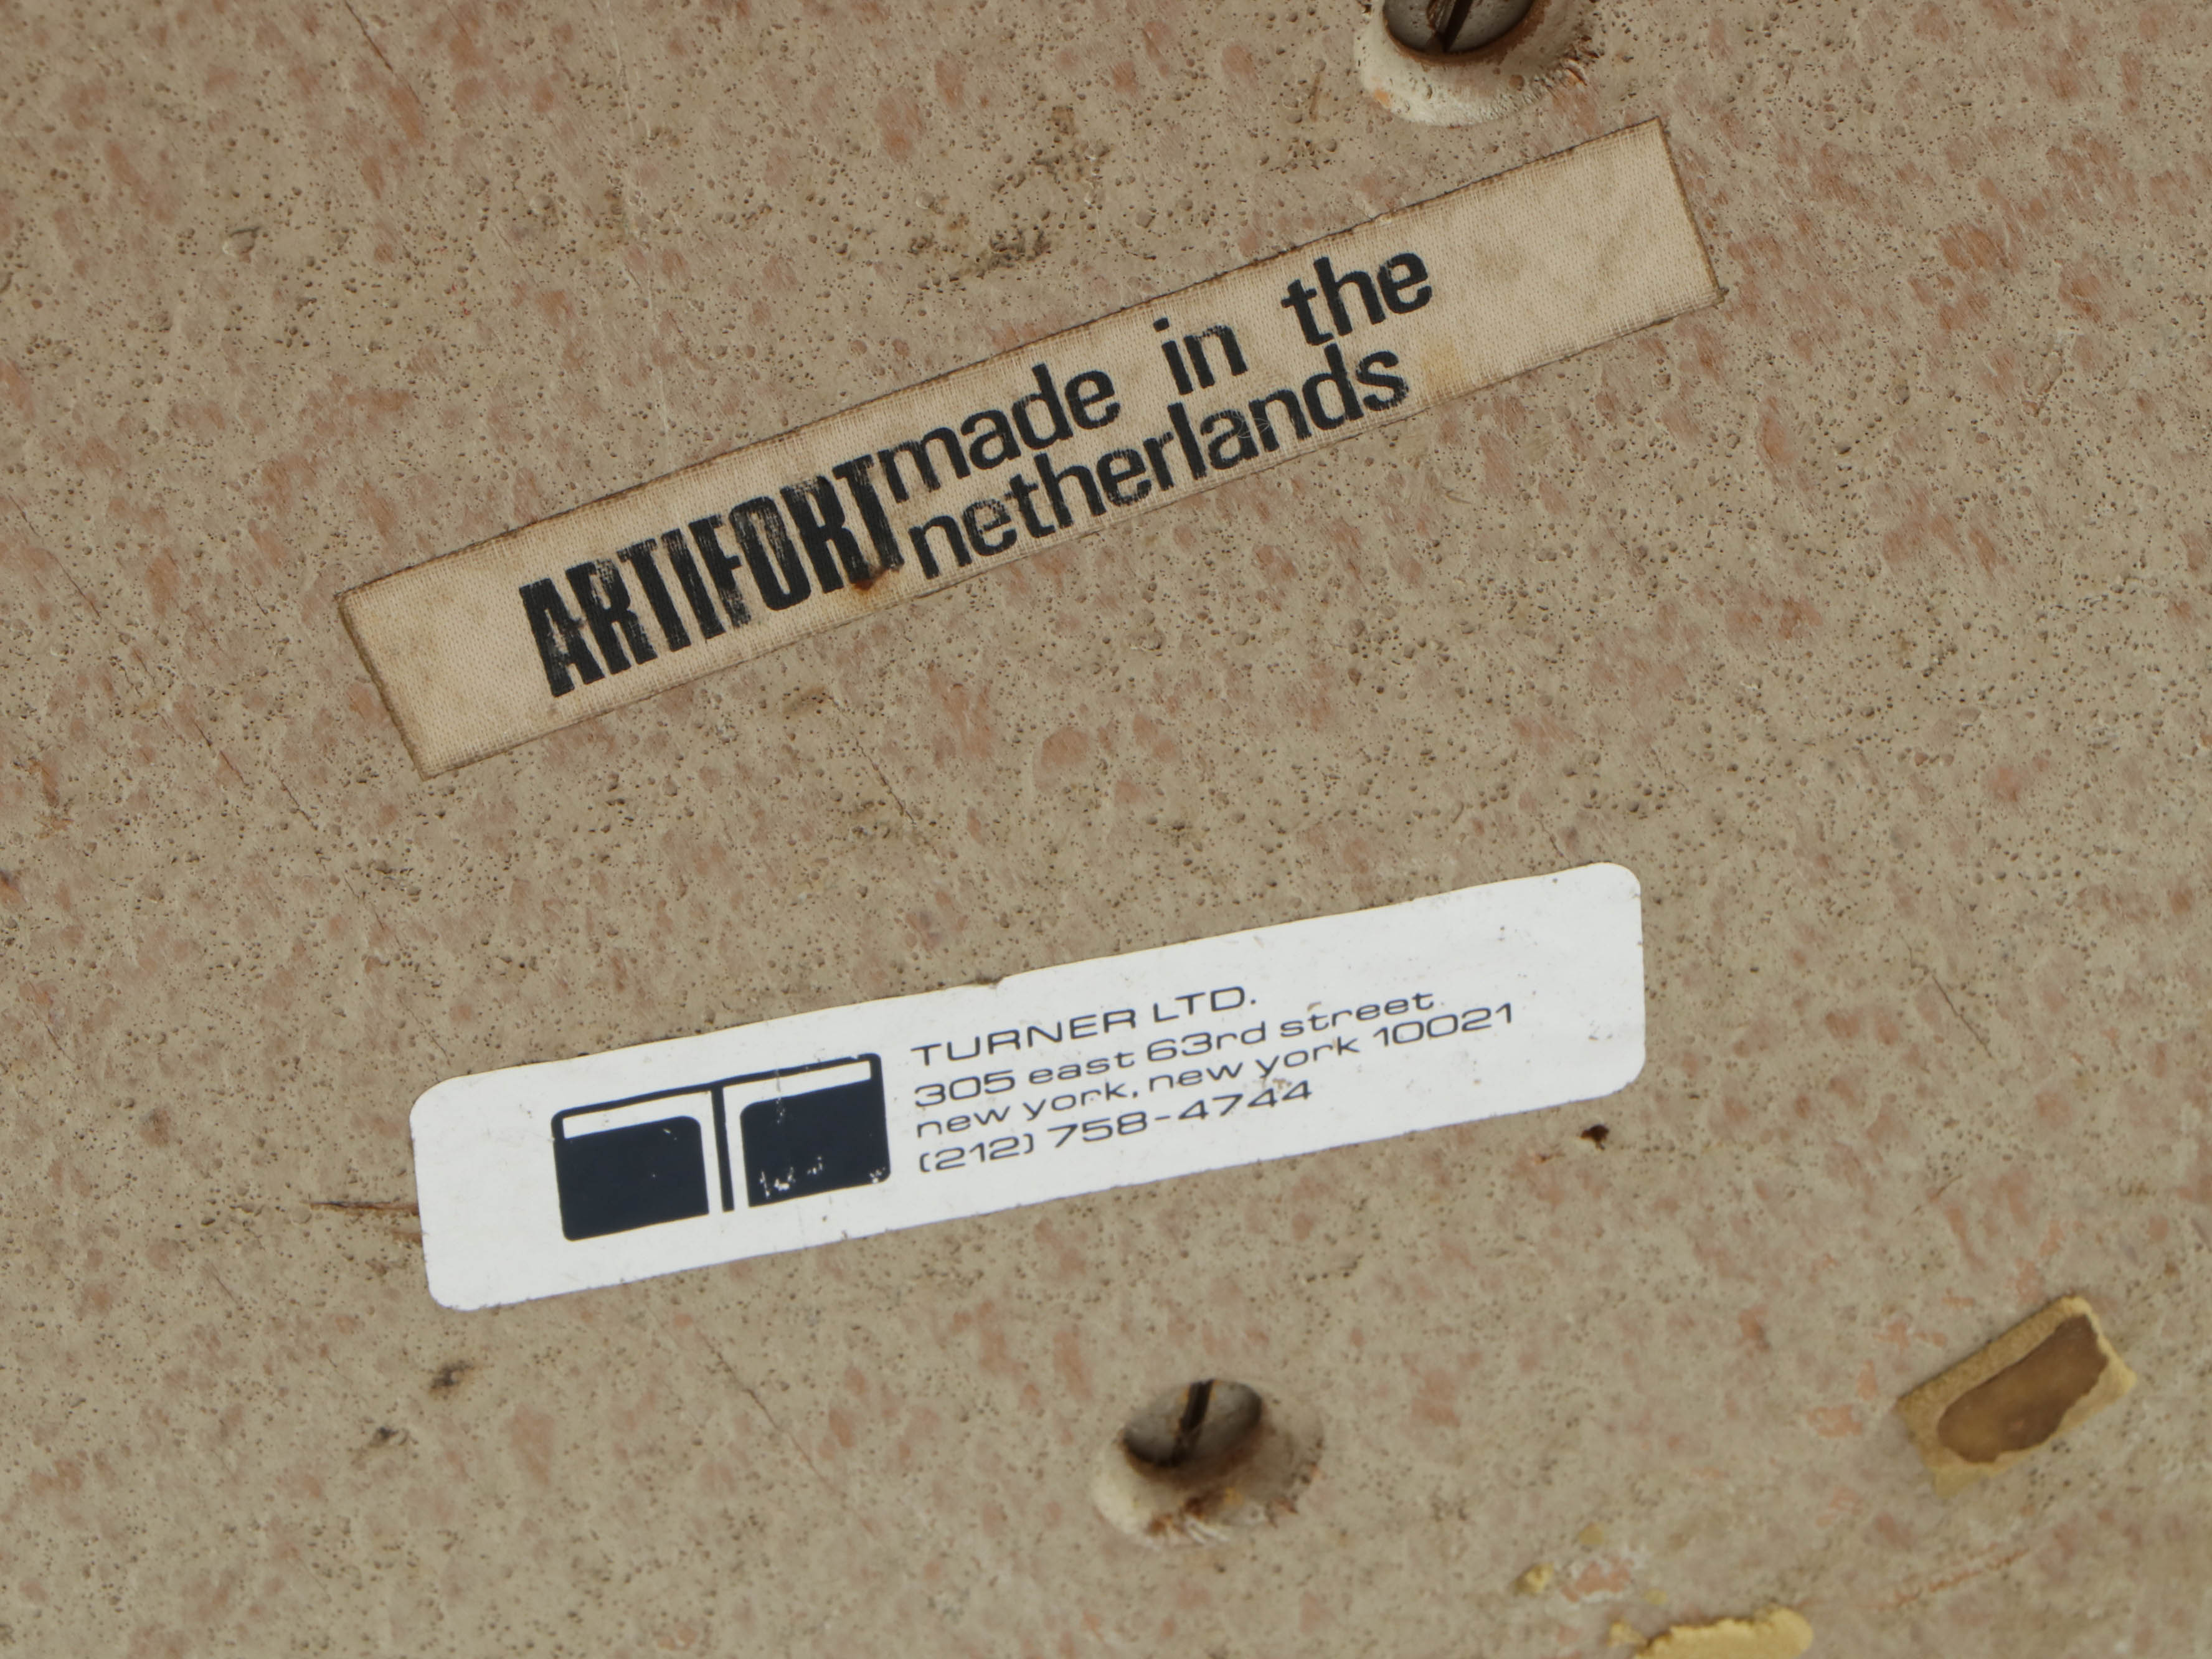 ARTIFORT made in the
netherlands
TURNER LTD.
305 east 63rd street
new york, new york 10021
(212) 758-4744